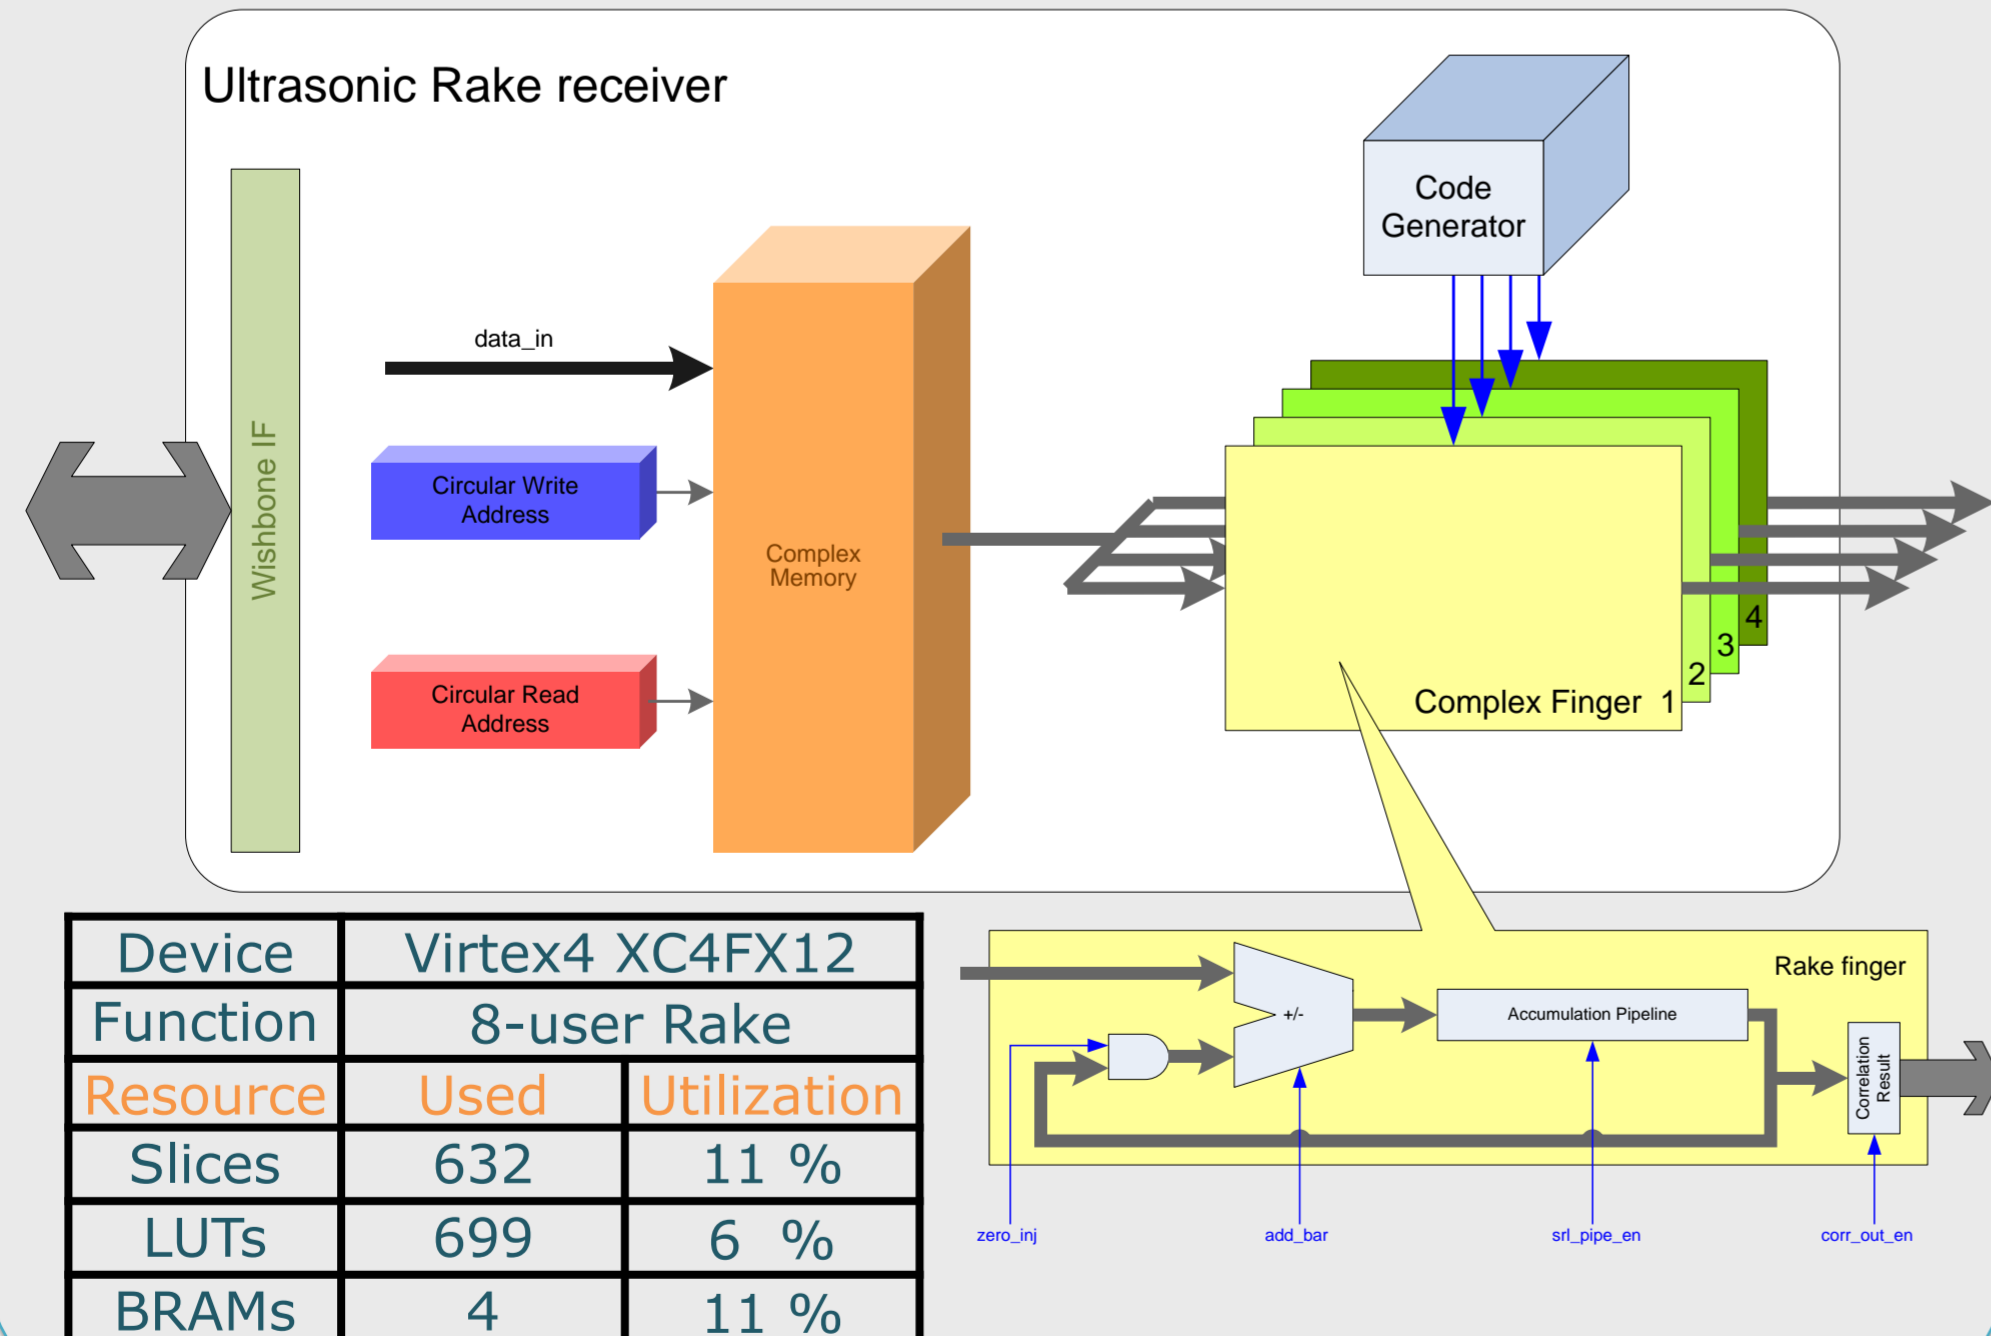 Ultrasonic Rake receiver
Code
Generator
data_in
Wishbone IF
Circular Write
Address
Complex
Memory
Circular Read
Address
4
3
2
Complex Finger 1
Device Virtex4 XC4FX12
Function 8-user Rake
Resource Used Utilization
Slices 632 11 %
LUTs 699 6 %
BRAMs 4 11 %
Rake finger
+/-
Accumulation Pipeline
Correlation
Result
zero_inj
add_bar
srl_pipe_en
corr_out_en